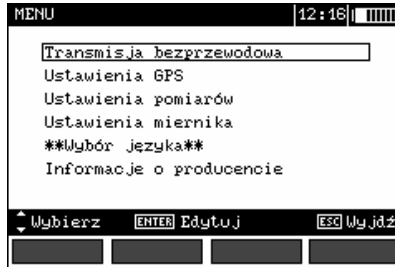 MENU 12:16
Transmisja bezprzewodowa
Ustawienia GPS
Ustawienia pomiarów
Ustawienia miernika
**Wybór języka**
Informacje o producencie
Wybierz ENTER Edytuj ESC Wyjdź